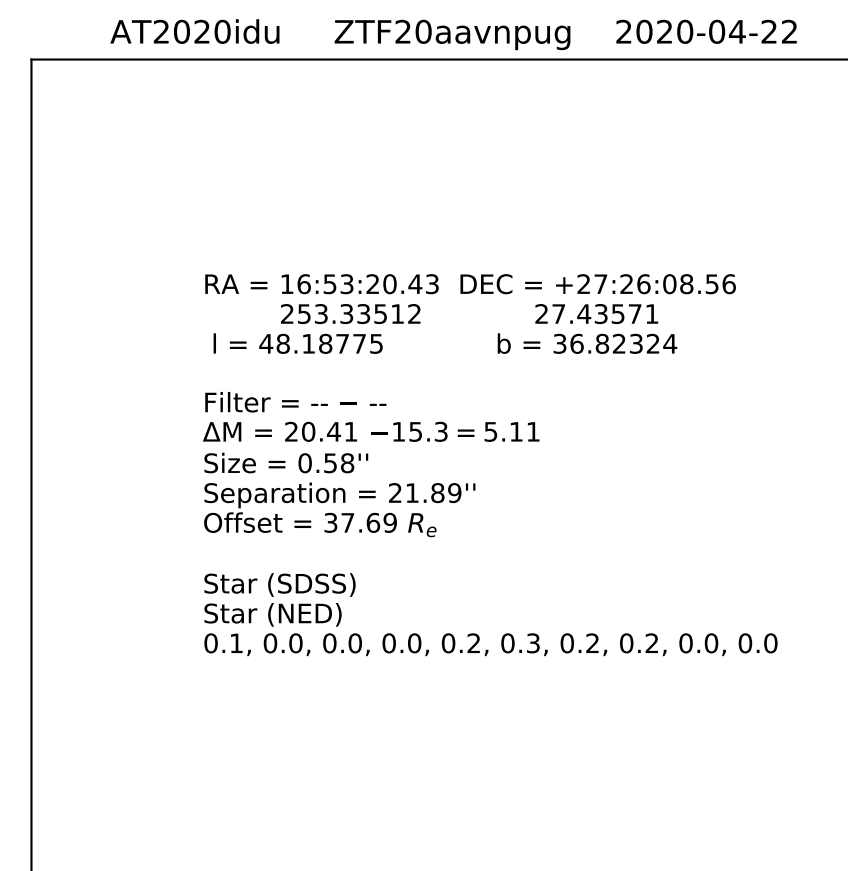 AT2020idu ZTF20aavnpug 2020-04-22
RA = 16:53:20.43 DEC = +27:26:08.56
253.33512 27.43571
l = 48.18775 b = 36.82324
Filter = -- − --
ΔM = 20.41 −15.3 = 5.11
Size = 0.58''
Separation = 21.89''
Offset = 37.69 Re
Star (SDSS)
Star (NED)
0.1, 0.0, 0.0, 0.0, 0.2, 0.3, 0.2, 0.2, 0.0, 0.0